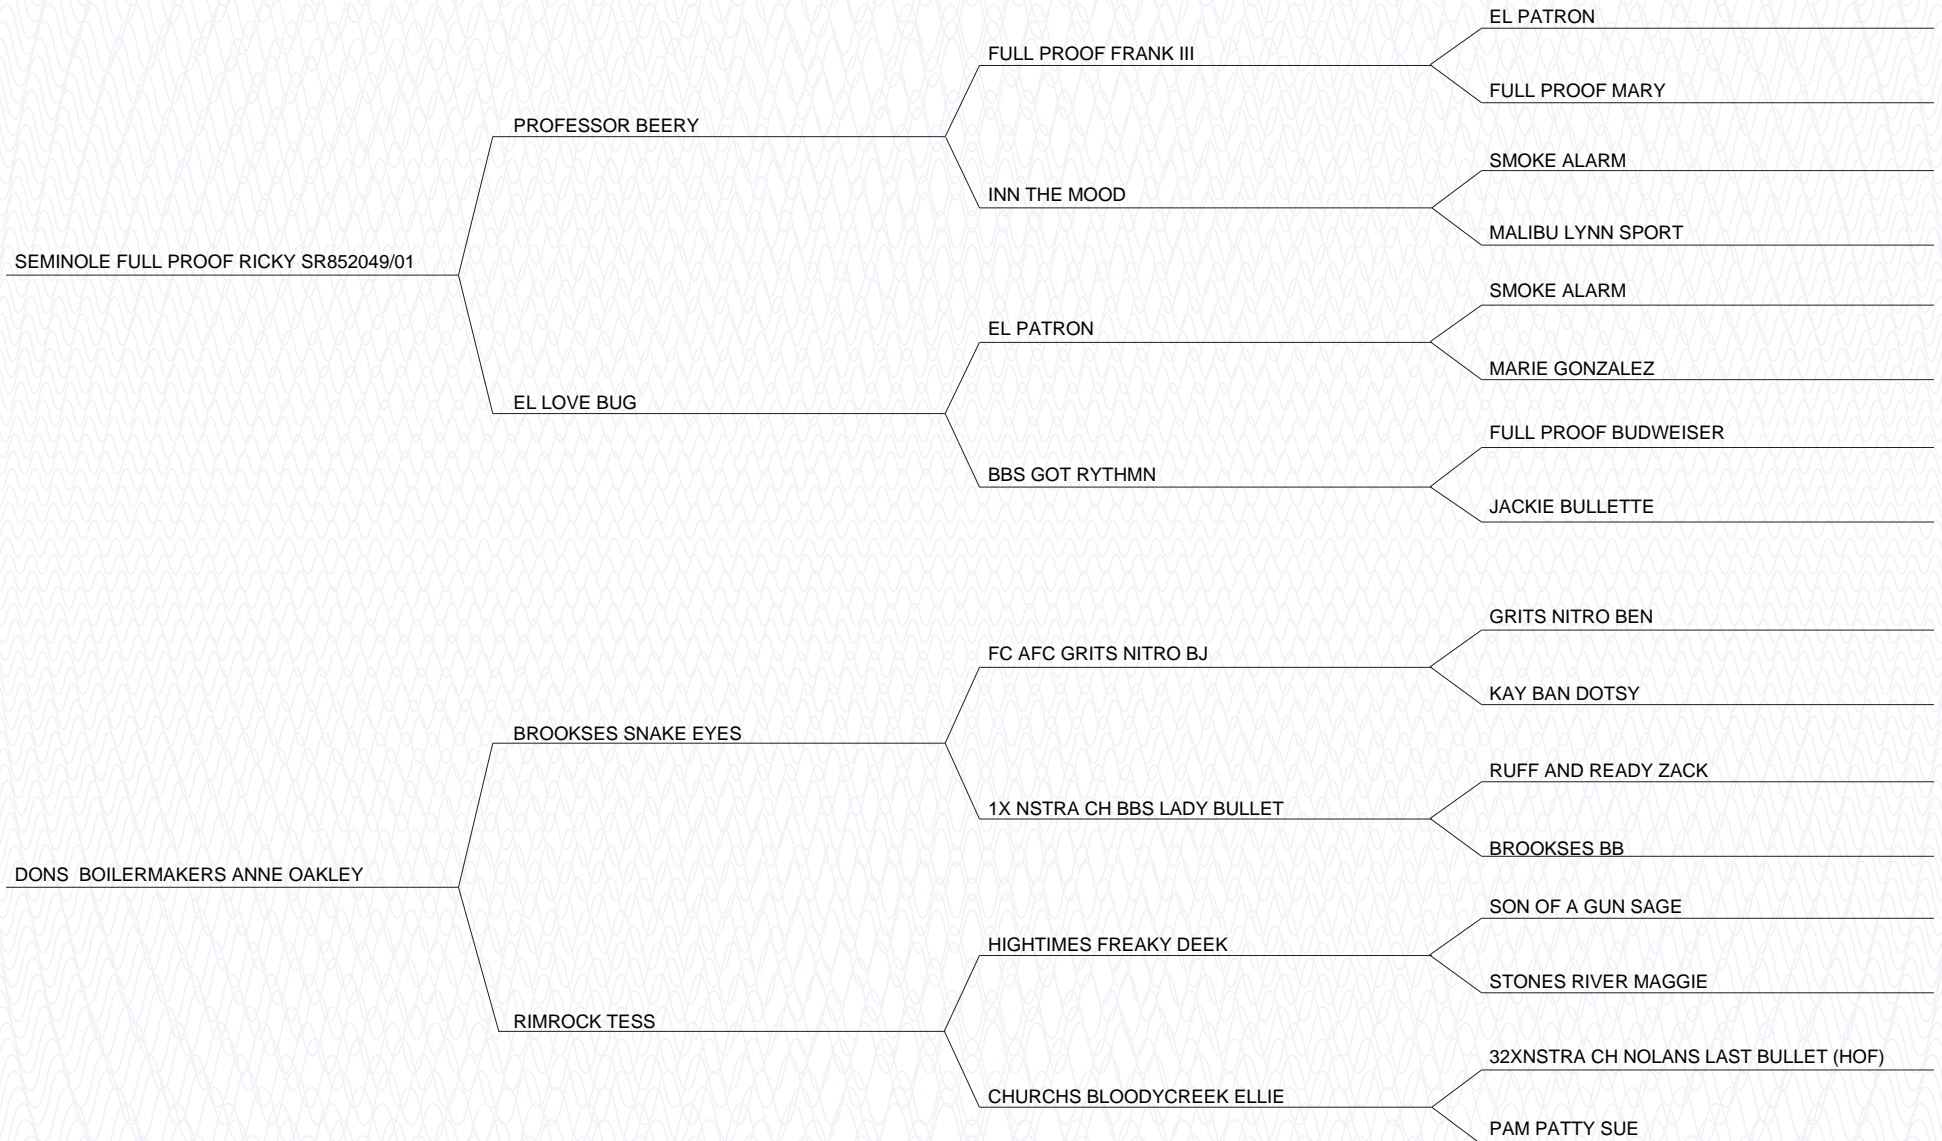 EL PATRON
FULL PROOF FRANK III
FULL PROOF MARY
PROFESSOR BEERY
SMOKE ALARM
INN THE MOOD
MALIBU LYNN SPORT
SEMINOLE FULL PROOF RICKY SR852049/01
SMOKE ALARM
EL PATRON
MARIE GONZALEZ
EL LOVE BUG
FULL PROOF BUDWEISER
BBS GOT RYTHMN
JACKIE BULLETTE
GRITS NITRO BEN
FC AFC GRITS NITRO BJ
KAY BAN DOTSY
BROOKSES SNAKE EYES
RUFF AND READY ZACK
1X NSTRA CH BBS LADY BULLET
BROOKSES BB
DONS  BOILERMAKERS ANNE OAKLEY
SON OF A GUN SAGE
HIGHTIMES FREAKY DEEK
STONES RIVER MAGGIE
RIMROCK TESS
32XNSTRA CH NOLANS LAST BULLET (HOF)
CHURCHS BLOODYCREEK ELLIE
PAM PATTY SUE